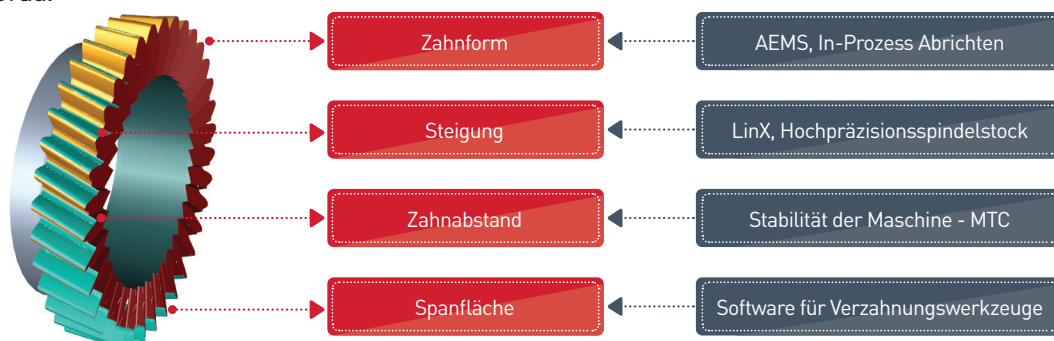 Zahnform
AEMS, In-Prozess Abrichten
Steigung
LinX, Hochpräzisionsspindelstock
Zahnabstand
Stabilität der Maschine - MTC
Spanfläche
Software für Verzahnungswerkzeuge